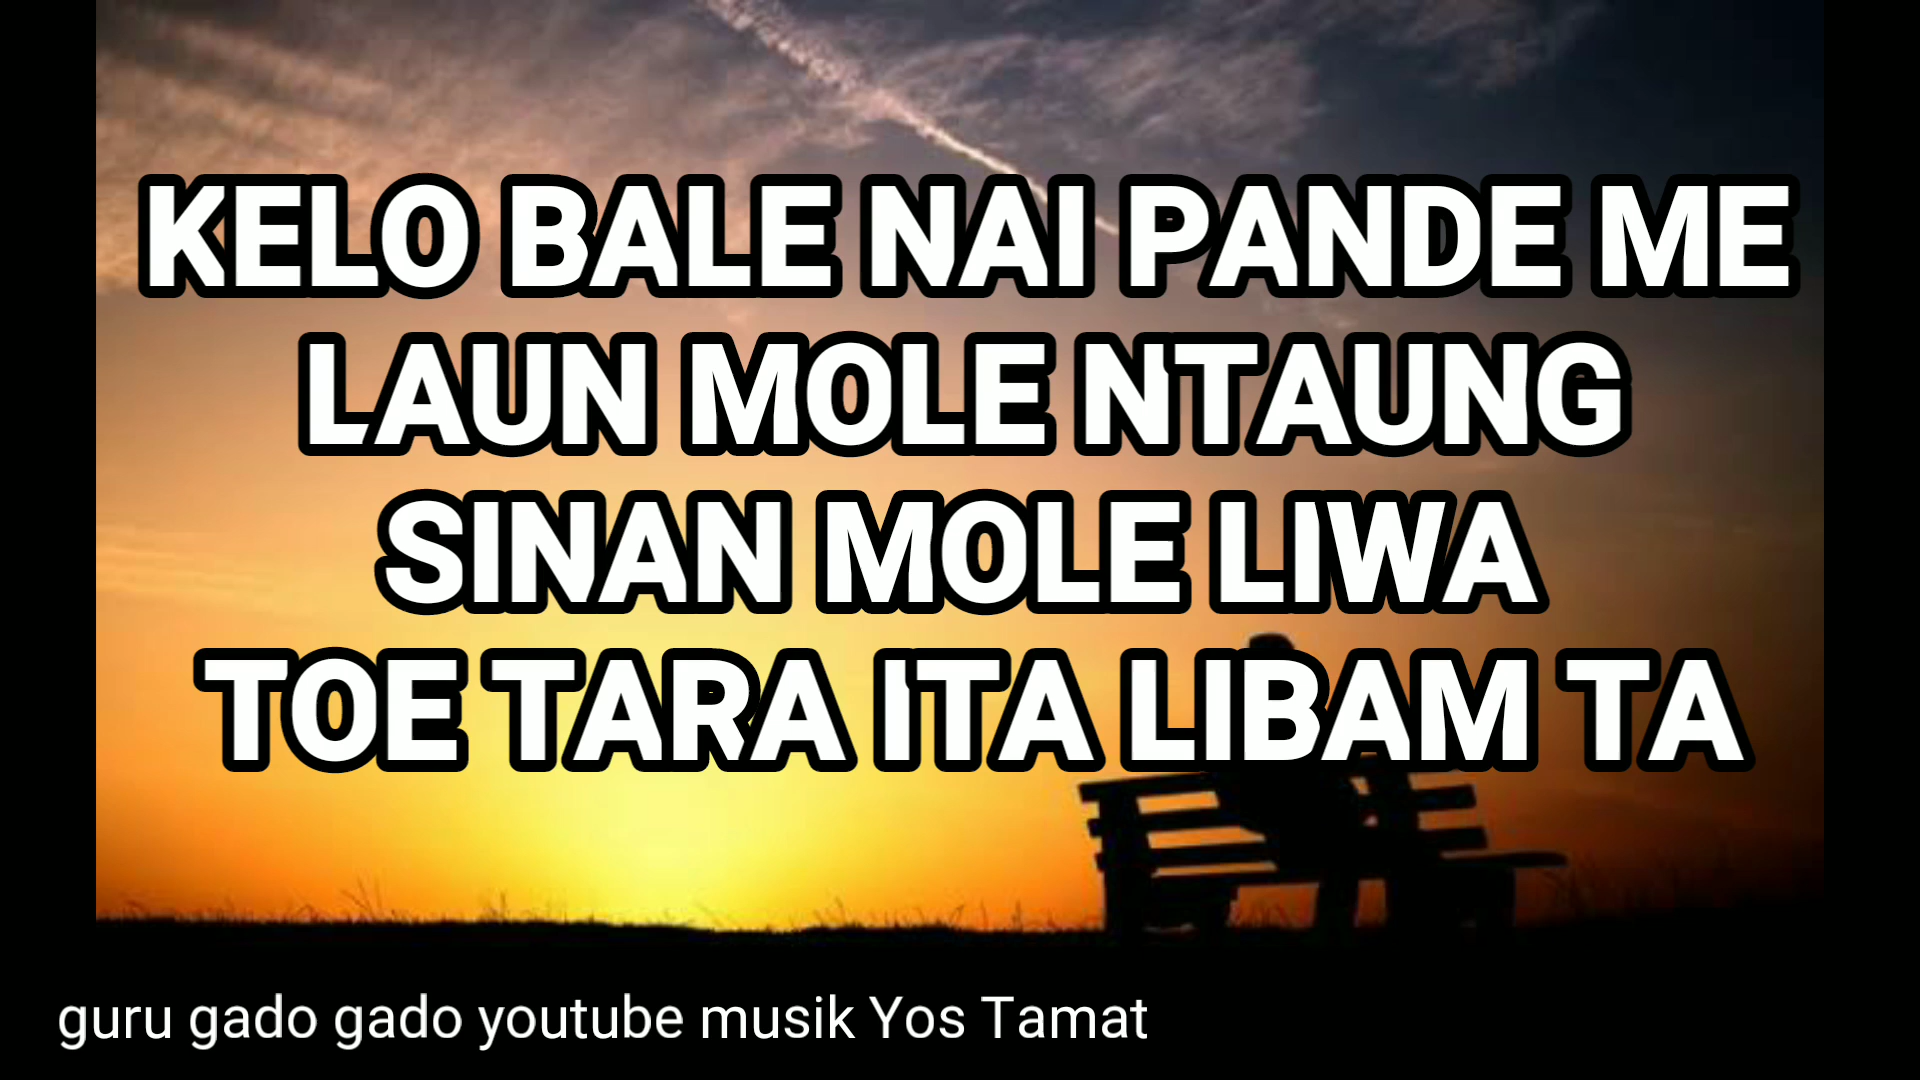 KELO BALE NAI PANDE ME
LAUN MOLE NTAUNG
SINAN MOLE LIWA
TOE TARA ITA LIBAM TA
guru gado gado youtube musik Yos Tamat